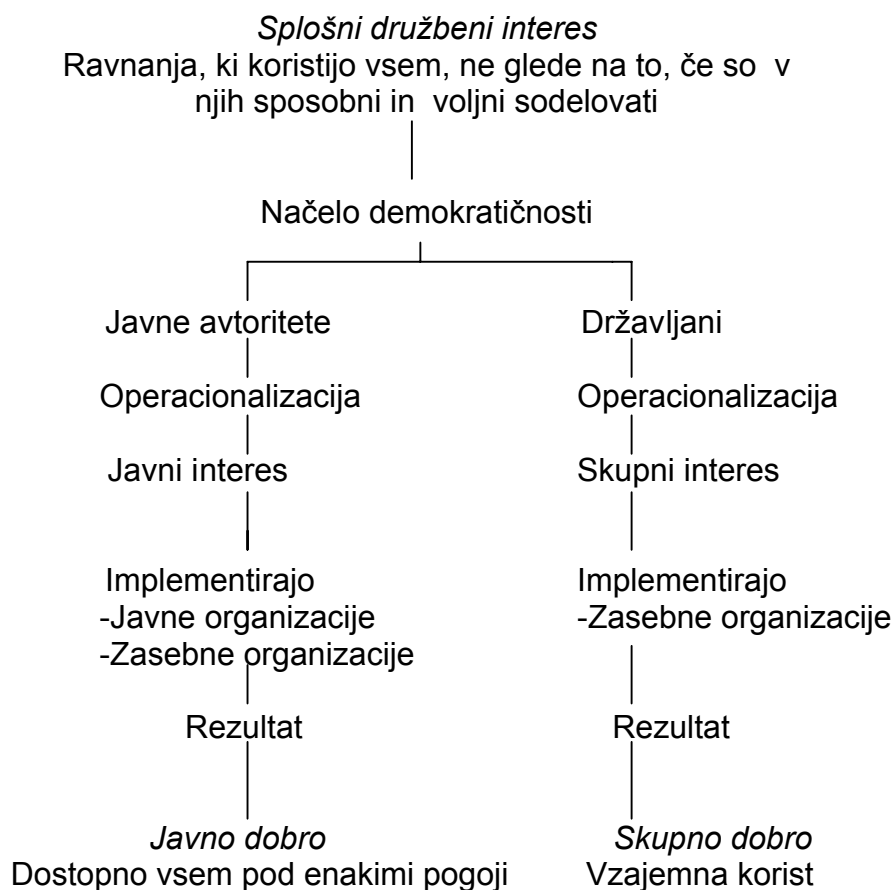 Splošni družbeni interes
Ravnanja, ki koristijo vsem, ne glede na to, če so v
njih sposobni in voljni sodelovati
Načelo demokratičnosti
Javne avtoritete
Operacionalizacija
Javni interes
Implementirajo
-Javne organizacije
-Zasebne organizacije
Rezultat
Javno dobro
Dostopno vsem pod enakimi pogoji
Državljani
Operacionalizacija
Skupni interes
Implementirajo
-Zasebne organizacije
Rezultat
Skupno dobro
Vzajemna korist